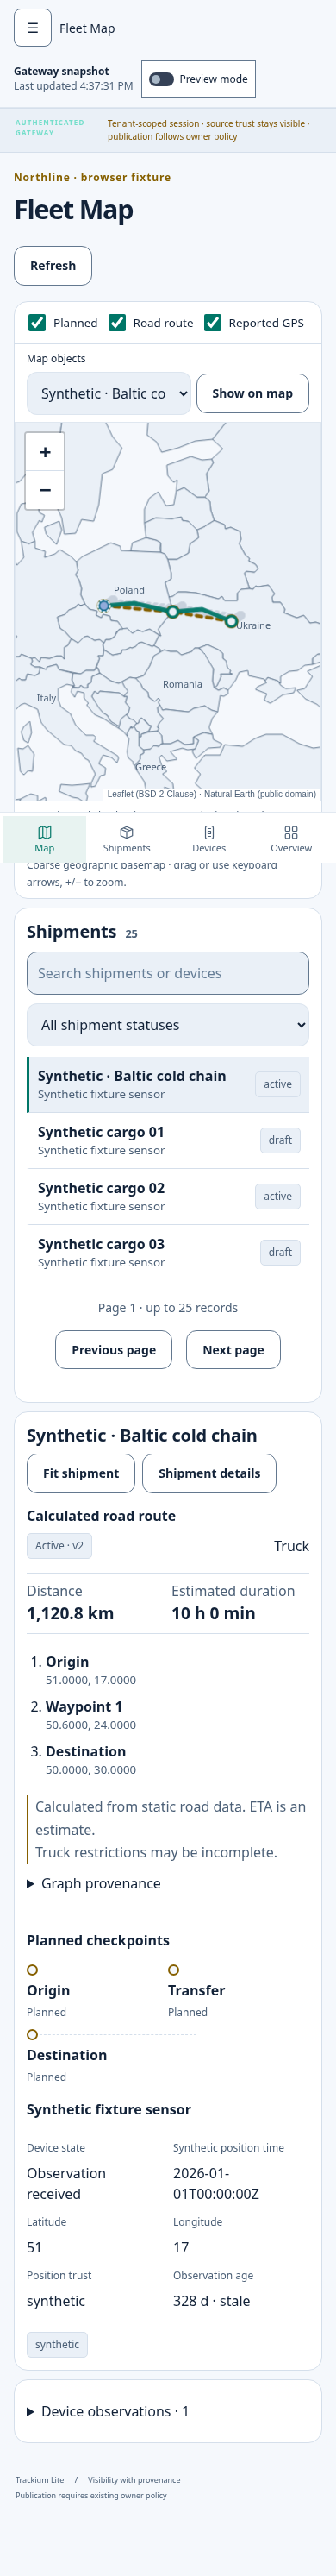 ☰ Fleet Map
Gateway snapshot
Last updated 4:37:31 PM
Preview mode
AUTHENTICATED
GATEWAY
Tenant-scoped session · source trust stays visible ·
publication follows owner policy
Northline · browser fixture
Fleet Map
Refresh
Planned
Road route
Reported GPS
Map objects
Synthetic · Baltic co
Show on map
+
−
Poland
Ukraine
Romania
Italy
Greece
Leaflet (BSD-2-Clause) · Natural Earth (public domain)
Map
Shipments
Devices
Overview
Coarse geographic basemap · drag or use keyboard
arrows, +/− to zoom.
Shipments 25
Search shipments or devices
All shipment statuses
Synthetic · Baltic cold chain
Synthetic fixture sensor
active
Synthetic cargo 01
Synthetic fixture sensor
draft
Synthetic cargo 02
Synthetic fixture sensor
active
Synthetic cargo 03
Synthetic fixture sensor
draft
Page 1 · up to 25 records
Previous page
Next page
Synthetic · Baltic cold chain
Fit shipment
Shipment details
Calculated road route
Active · v2
Truck
Distance
1,120.8 km
Estimated duration
10 h 0 min
1. Origin
51.0000, 17.0000
2. Waypoint 1
50.6000, 24.0000
3. Destination
50.0000, 30.0000
Calculated from static road data. ETA is an
estimate.
Truck restrictions may be incomplete.
Graph provenance
Planned checkpoints
Origin
Planned
Transfer
Planned
Destination
Planned
Synthetic fixture sensor
Device state
Observation
received
Synthetic position time
2026-01-
01T00:00:00Z
Latitude
51
Longitude
17
Position trust
synthetic
Observation age
328 d · stale
synthetic
Device observations · 1
Trackium Lite / Visibility with provenance
Publication requires existing owner policy